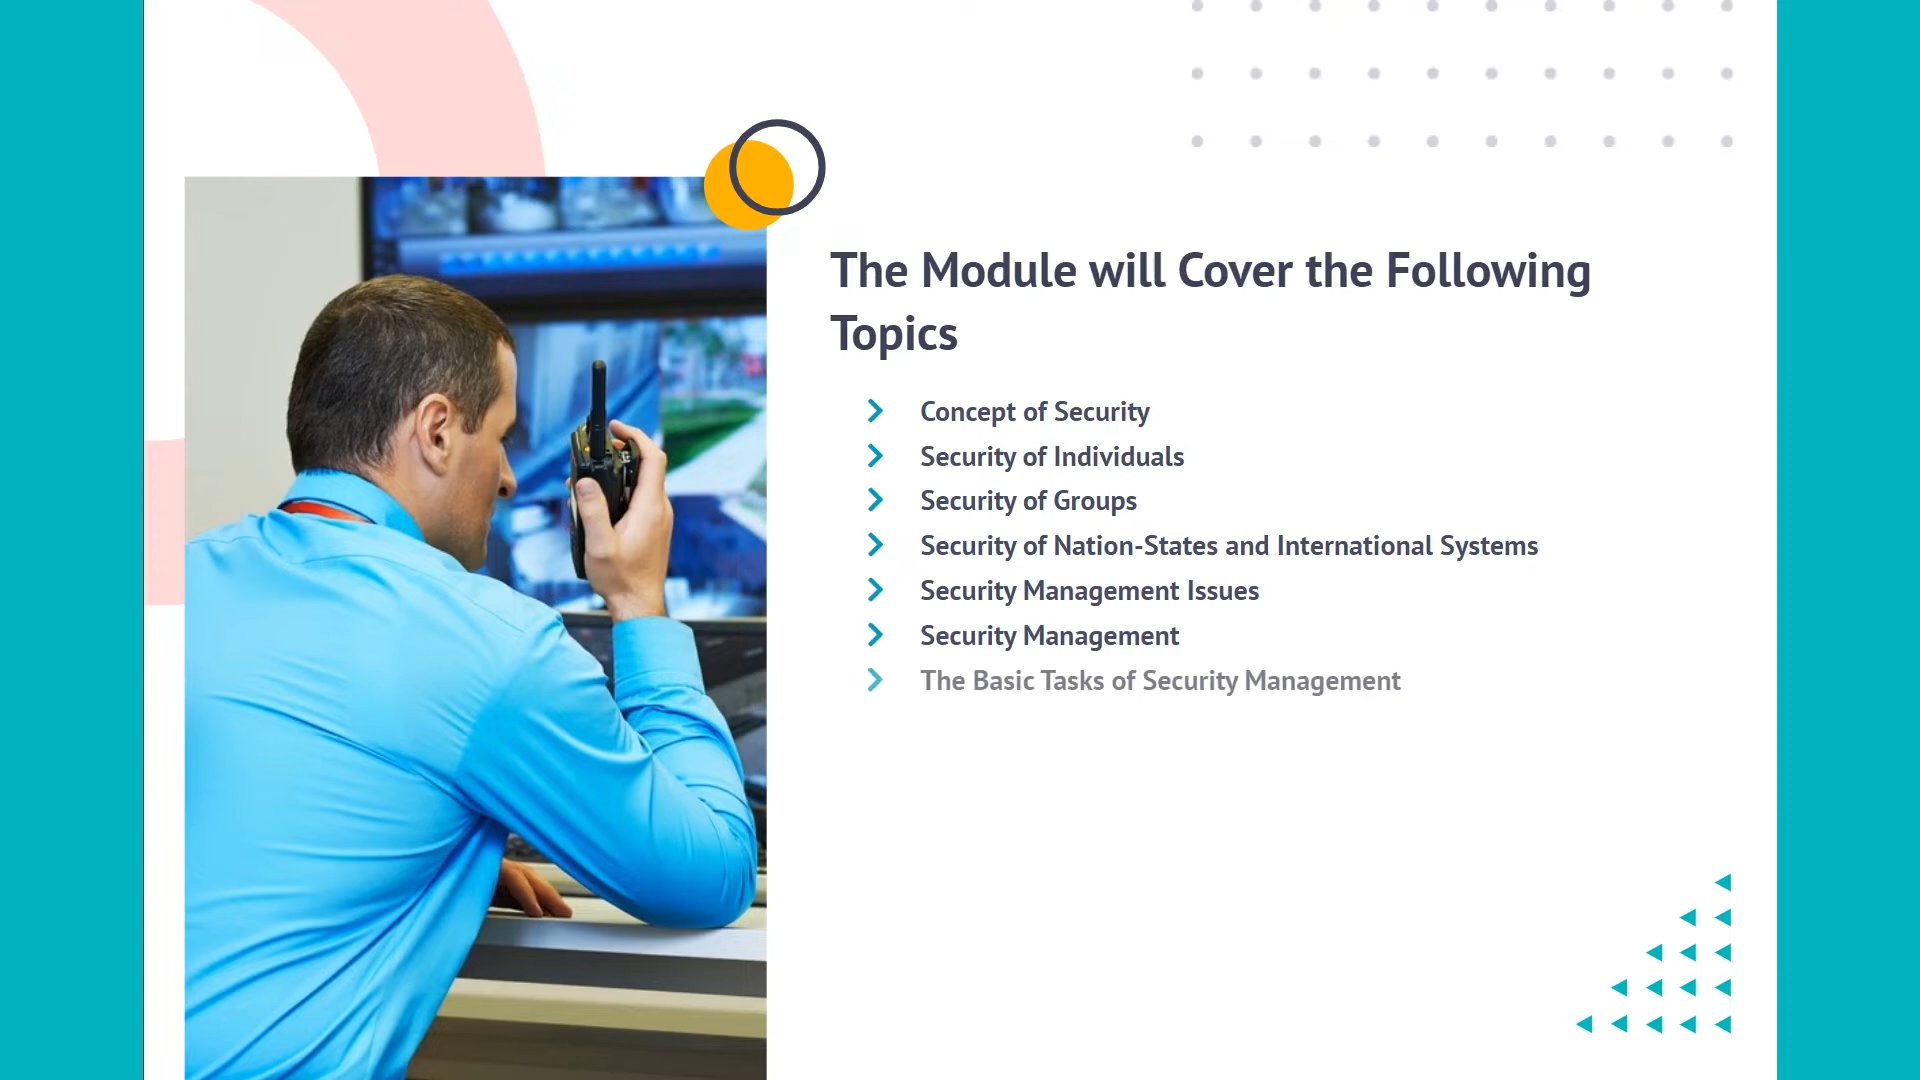 The Module will Cover the Following
Topics
Concept of Security
Security of Individuals
Security of Groups
Security of Nation-States and International Systems
Security Management Issues
Security Management
The Basic Tasks of Security Management